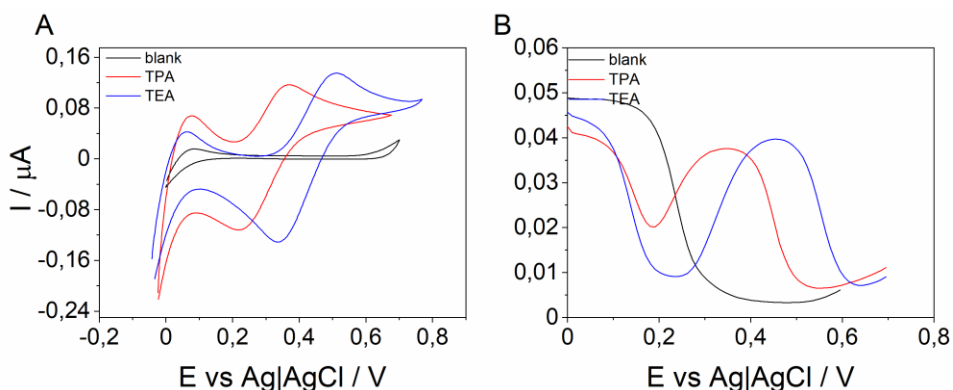 A
0,16
0,08
0
-0,08
-0,16
-0,24
I / μA
blank
TPA
TEA
-0,2 0 0,2 0,4 0,6 0,8
E vs Ag|AgCl / V
B
0,06
0,05
0,04
0,03
0,02
0,01
0
blank
TPA
TEA
0 0,2 0,4 0,6 0,8
E vs Ag|AgCl / V